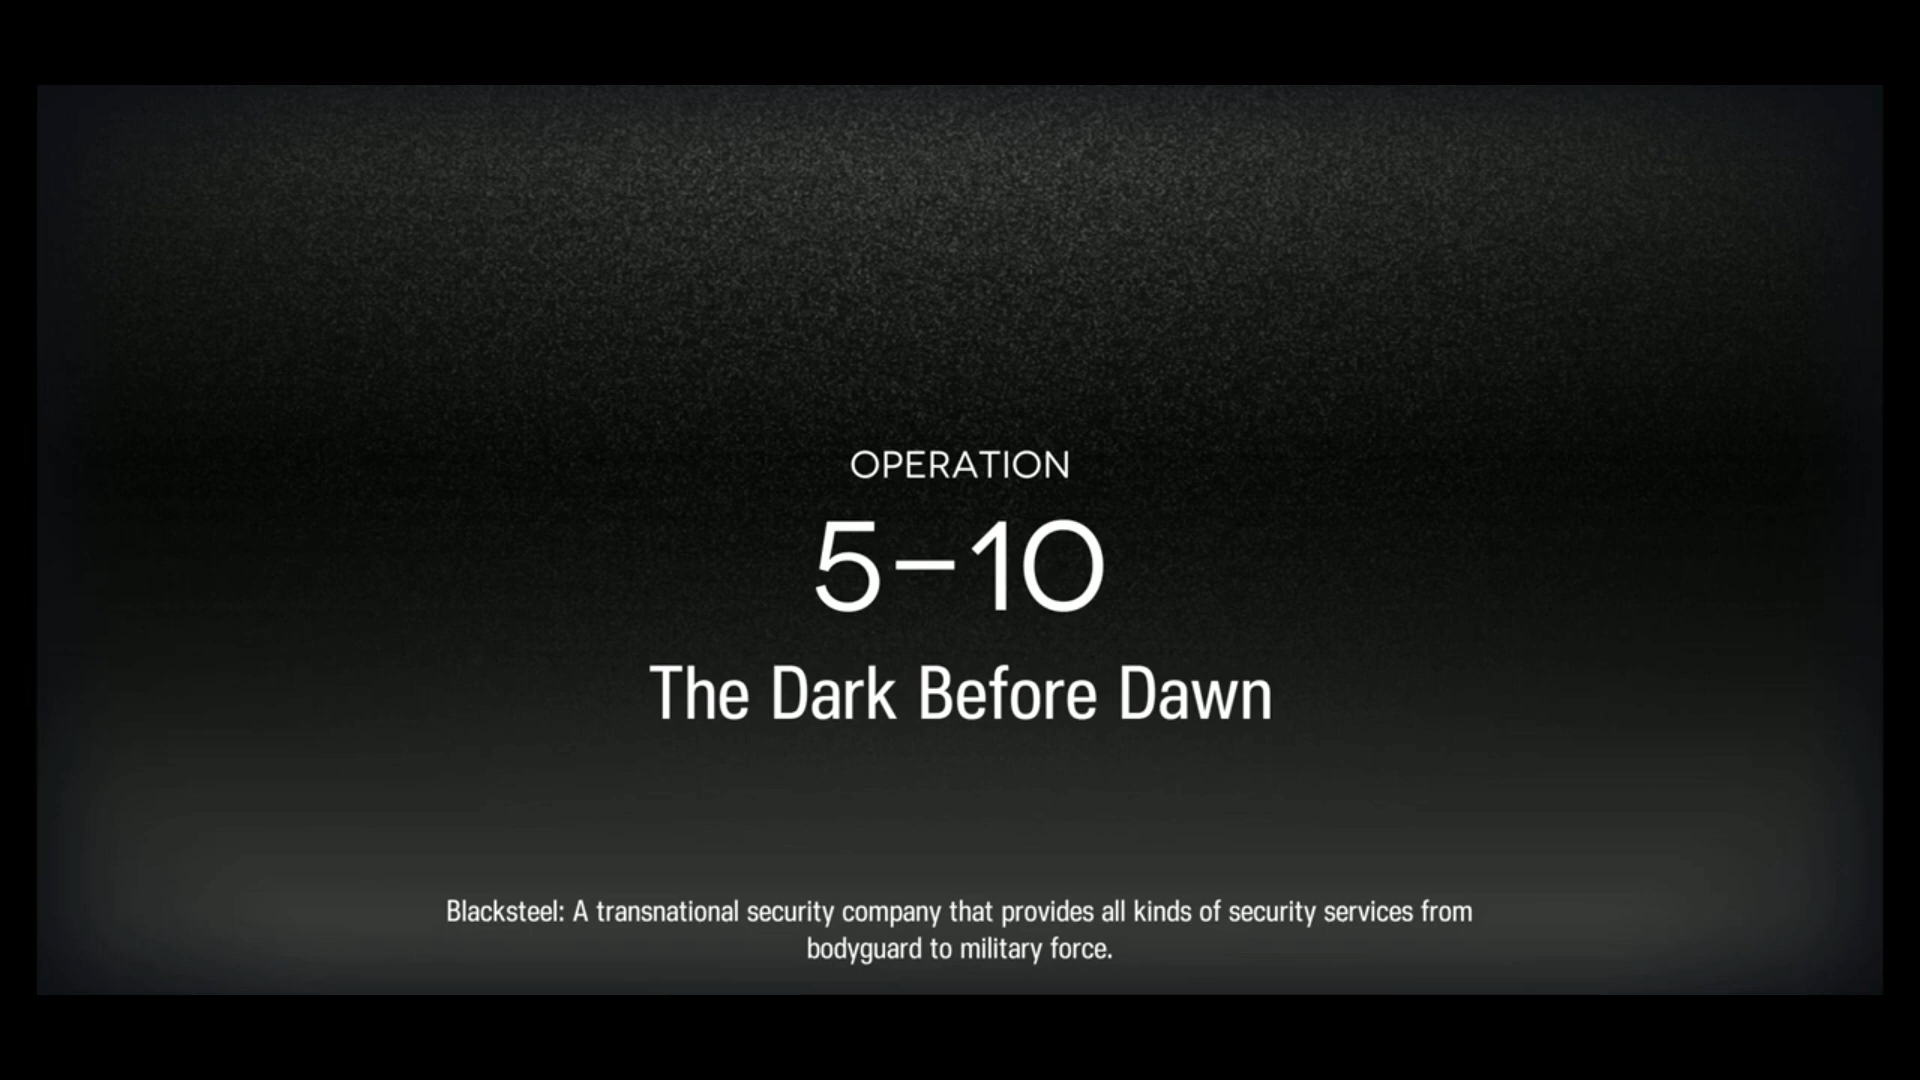 OPERATION
5-10
The Dark Before Dawn
Blacksteel: A transnational security company that provides all kinds of security services from
bodyguard to military force.